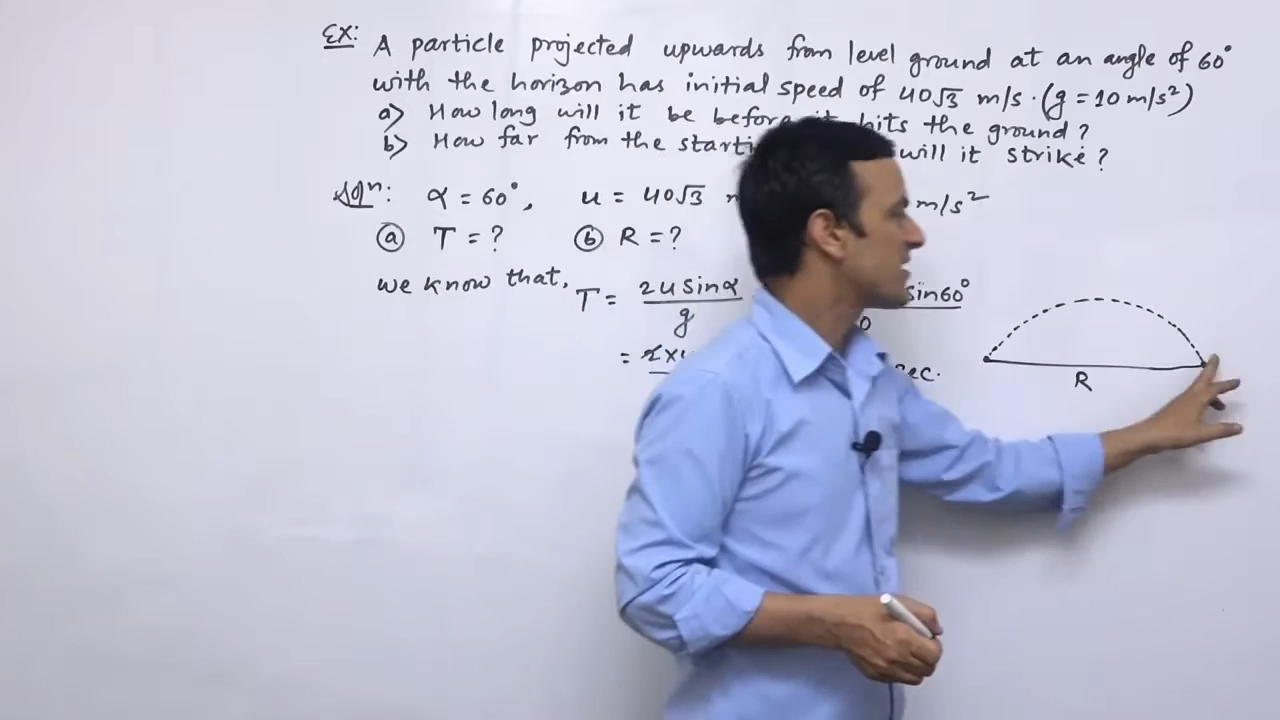 Ex: A particle projected upwards from level ground at an angle of 60°
with the horizon has initial speed of 40√3 m/s. (g = 10 m/s²)
a) How long will it be before it hits the ground?
b) How far from the starti will it strike?
Solⁿ: α = 60°, u = 40√3 m/s²
ⓐ T = ? ⓑ R = ?
we know that, T = 2u sinα / g sin60°
= 2x sec.
R